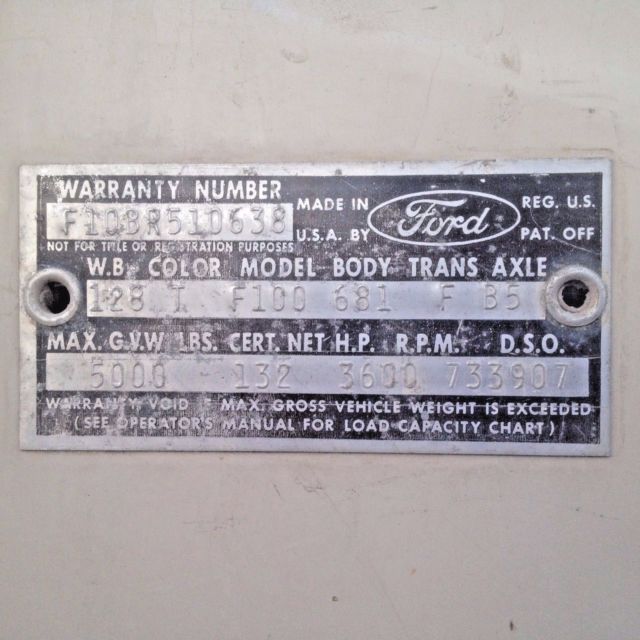 WARRANTY NUMBER
F10BR510638
NOT FOR TITLE OR REGISTRATION PURPOSES
MADE IN
U.S.A. BY
Ford
REG. U.S.
PAT. OFF
W.B. COLOR MODEL BODY TRANS AXLE
128 T F100 681 F B5
MAX. G.V.W LBS. CERT. NET H.P. R.P.M. D.S.O.
5000 132 3600 733907
WARRANTY VOID MAX. GROSS VEHICLE WEIGHT IS EXCEEDED
(SEE OPERATOR'S MANUAL FOR LOAD CAPACITY CHART)